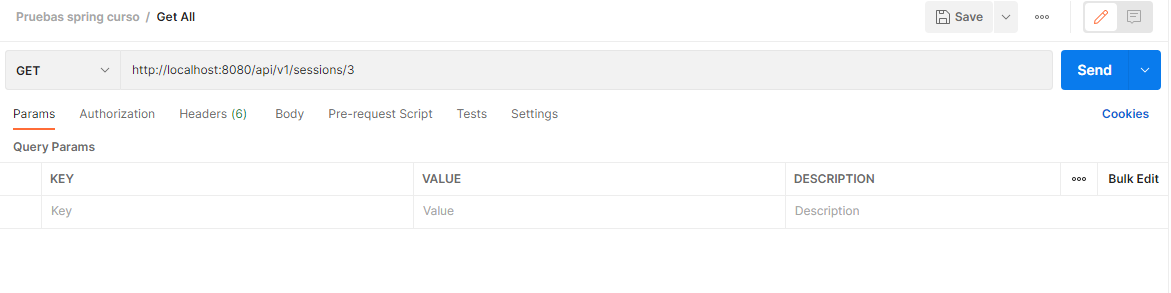 Pruebas spring curso / Get All
Save
GET
http://localhost:8080/api/v1/sessions/3
Send
Params Authorization Headers (6) Body Pre-request Script Tests Settings Cookies
Query Params
KEY VALUE DESCRIPTION Bulk Edit
Key Value Description